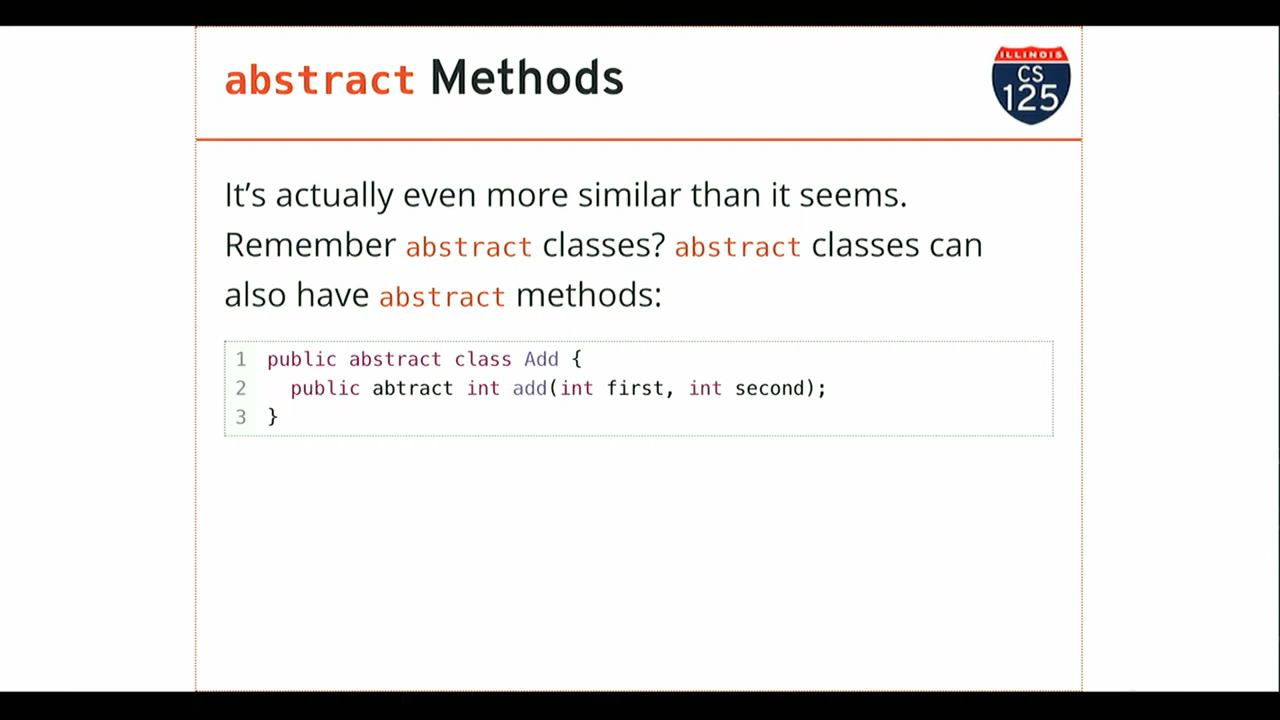 abstract Methods
ILLINOIS
CS
125
It's actually even more similar than it seems.
Remember abstract classes? abstract classes can
also have abstract methods:
1 public abstract class Add {
2 public abtract int add(int first, int second);
3 }